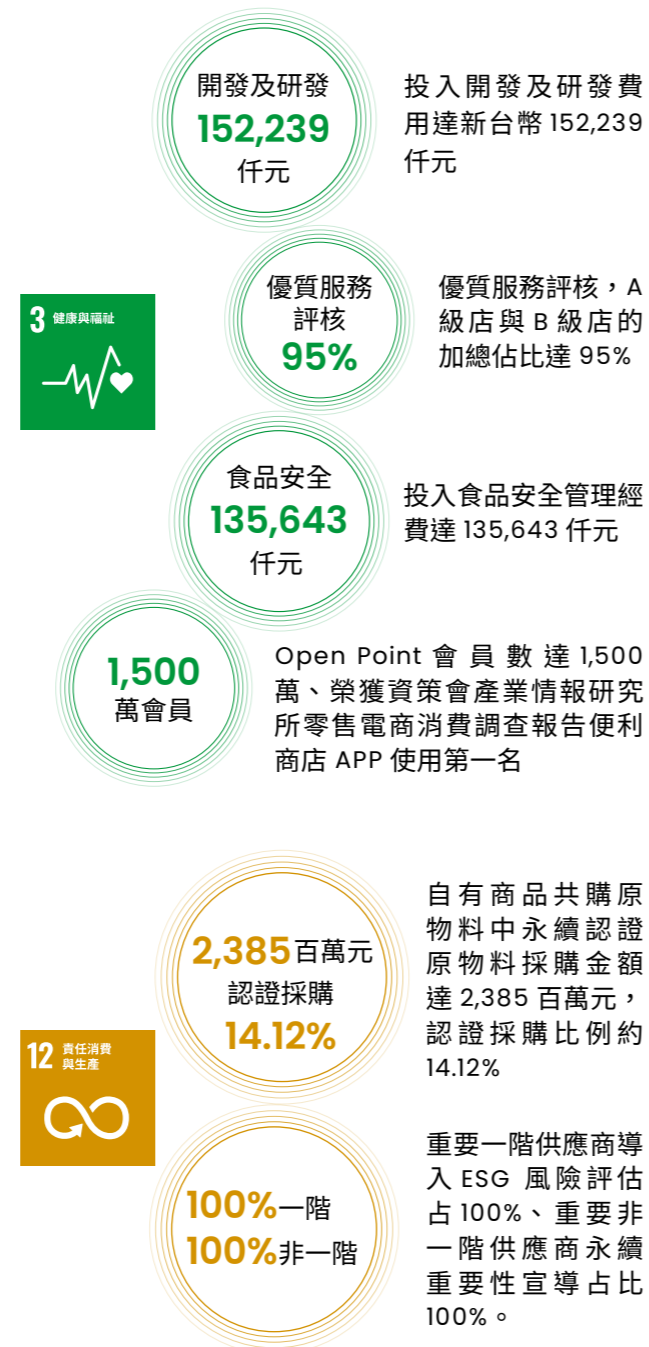 開發及研發
152,239
仟元
投入開發及研發費
用達新台幣 152,239
仟元
優質服務
評核
95%
優質服務評核，A
級店與 B 級店的
加總佔比達 95%
3 健康與福祉
食品安全
135,643
仟元
投入食品安全管理經
費達 135,643 仟元
1,500
萬會員
Open Point 會員數達 1,500
萬、榮獲資策會產業情報研究
所零售電商消費調查報告便利
商店 APP 使用第一名
2,385百萬元
認證採購
14.12%
自有商品共購原
物料中永續認證
原物料採購金額
達 2,385 百萬元，
認證採購比例約
14.12%
12 責任消費
與生產
100%一階
100%非一階
重要一階供應商導
入 ESG 風險評估
占 100%、重要非
一階供應商永續
重要性宣導占比
100%。